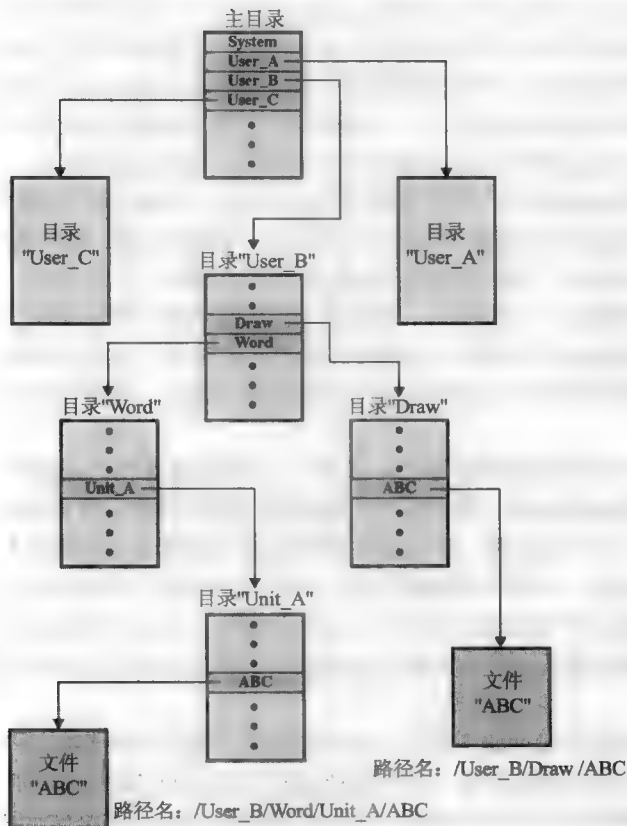 主目录
System
User_A
User_B
User_C
目录
"User_C"
目录
"User_A"
目录"User_B"
Draw
Word
目录"Word"
目录"Draw"
Unit_A
ABC
目录"Unit_A"
ABC
文件
"ABC"
路径名：/User_B/Draw /ABC
文件
"ABC"
路径名：/User_B/Word/Unit_A/ABC